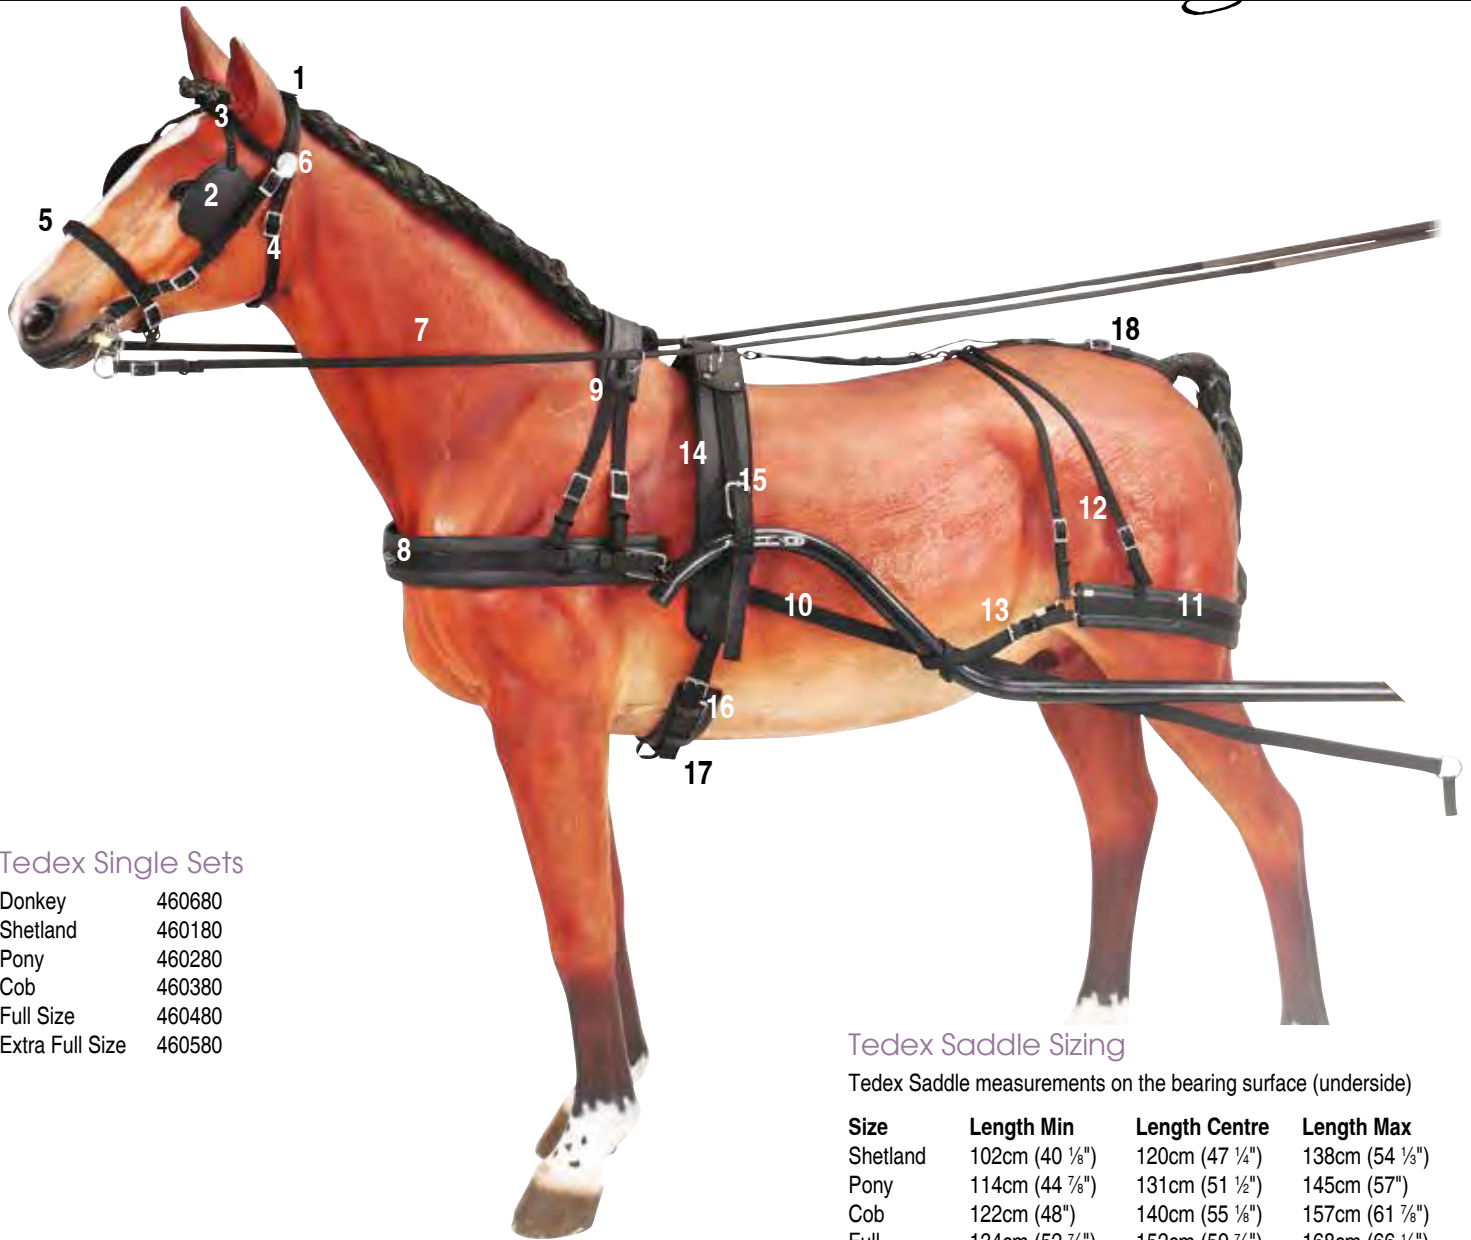 1
3
6
2
5
4
7
18
9
14
15
12
8
10
13
11
16
17
Tedex Single Sets
Donkey 460680
Shetland 460180
Pony 460280
Cob 460380
Full Size 460480
Extra Full Size 460580
Tedex Saddle Sizing
Tedex Saddle measurements on the bearing surface (underside)
Size Length Min Length Centre Length Max
Shetland 102cm (40 ⅛") 120cm (47 ¼") 138cm (54 ⅓")
Pony 114cm (44 ⅞") 131cm (51 ½") 145cm (57")
Cob 122cm (48") 140cm (55 ⅛") 157cm (61 ⅞")
Full